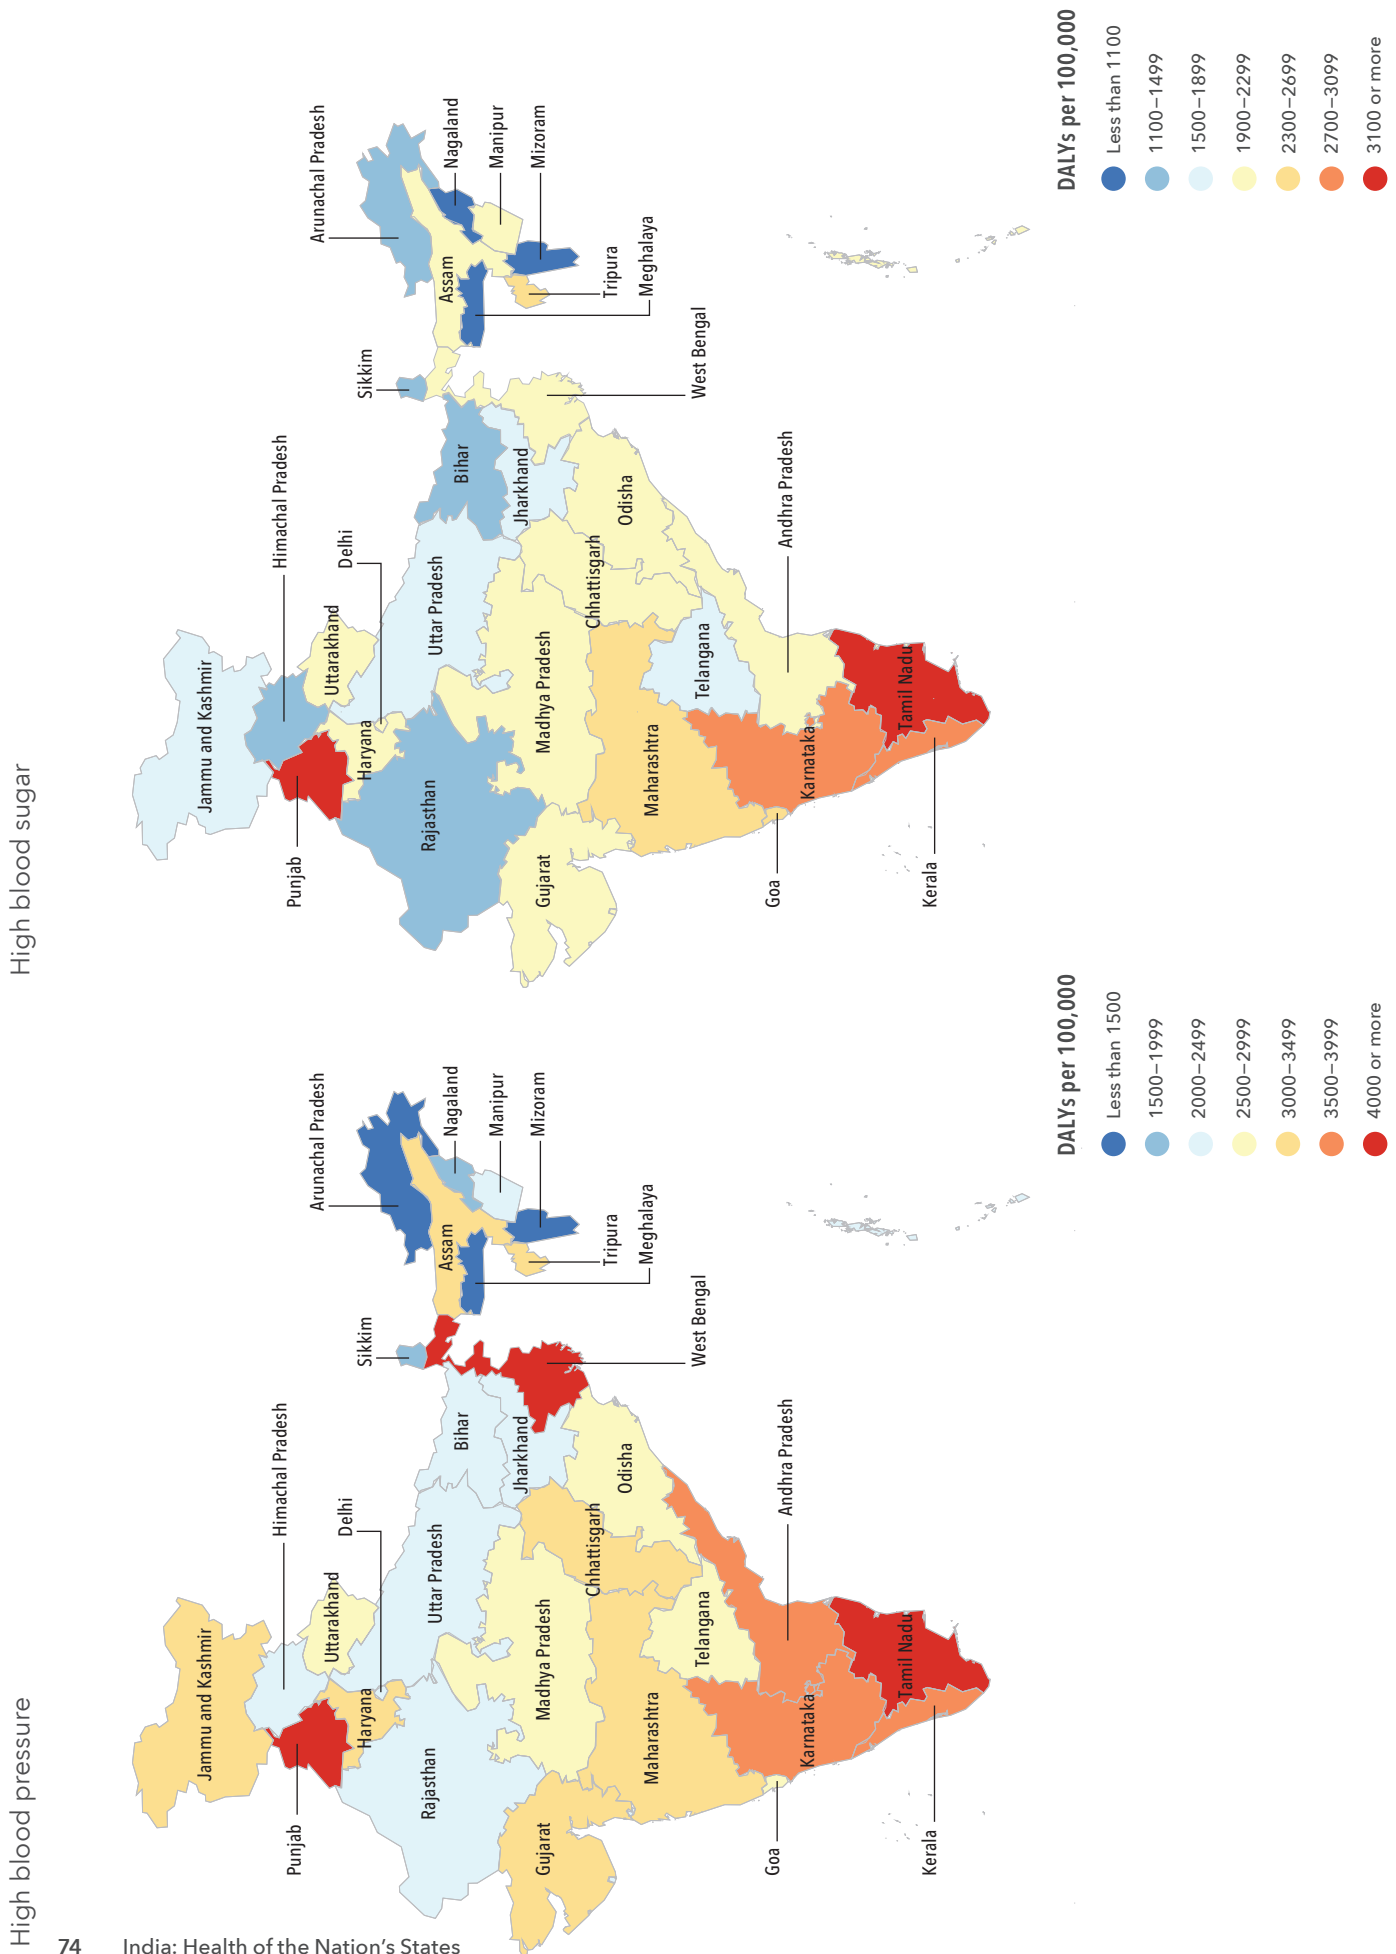 High blood pressure
Jammu and Kashmir
Himachal Pradesh
Punjab
Uttarakhand
Haryana
Delhi
Rajasthan
Uttar Pradesh
Bihar
Sikkim
Arunachal Pradesh
Assam
Nagaland
Manipur
Mizoram
Tripura
Meghalaya
West Bengal
Jharkhand
Gujarat
Madhya Pradesh
Chhattisgarh
Odisha
Maharashtra
Telangana
Goa
Karnataka
Andhra Pradesh
Kerala
Tamil Nadu
DALYs per 100,000
Less than 1500
1500–1999
2000–2499
2500–2999
3000–3499
3500–3999
4000 or more
High blood sugar
Jammu and Kashmir
Himachal Pradesh
Punjab
Uttarakhand
Haryana
Delhi
Rajasthan
Uttar Pradesh
Bihar
Sikkim
Arunachal Pradesh
Assam
Nagaland
Manipur
Mizoram
Tripura
Meghalaya
West Bengal
Jharkhand
Gujarat
Madhya Pradesh
Chhattisgarh
Odisha
Maharashtra
Telangana
Goa
Karnataka
Andhra Pradesh
Kerala
Tamil Nadu
DALYs per 100,000
Less than 1100
1100–1499
1500–1899
1900–2299
2300–2699
2700–3099
3100 or more
74 India: Health of the Nation's States